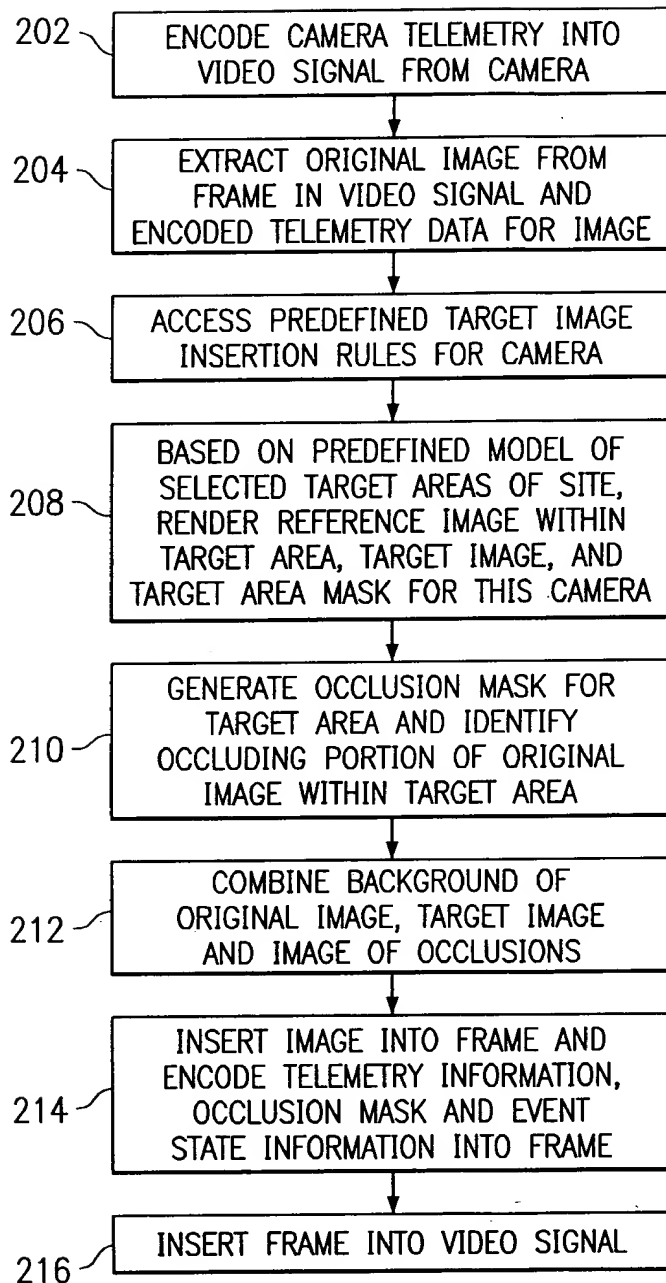 202
ENCODE CAMERA TELEMETRY INTO
VIDEO SIGNAL FROM CAMERA
204
EXTRACT ORIGINAL IMAGE FROM
FRAME IN VIDEO SIGNAL AND
ENCODED TELEMETRY DATA FOR IMAGE
206
ACCESS PREDEFINED TARGET IMAGE
INSERTION RULES FOR CAMERA
208
BASED ON PREDEFINED MODEL OF
SELECTED TARGET AREAS OF SITE,
RENDER REFERENCE IMAGE WITHIN
TARGET AREA, TARGET IMAGE, AND
TARGET AREA MASK FOR THIS CAMERA
210
GENERATE OCCLUSION MASK FOR
TARGET AREA AND IDENTIFY
OCCLUDING PORTION OF ORIGINAL
IMAGE WITHIN TARGET AREA
212
COMBINE BACKGROUND OF
ORIGINAL IMAGE, TARGET IMAGE
AND IMAGE OF OCCLUSIONS
214
INSERT IMAGE INTO FRAME AND
ENCODE TELEMETRY INFORMATION,
OCCLUSION MASK AND EVENT
STATE INFORMATION INTO FRAME
216
INSERT FRAME INTO VIDEO SIGNAL